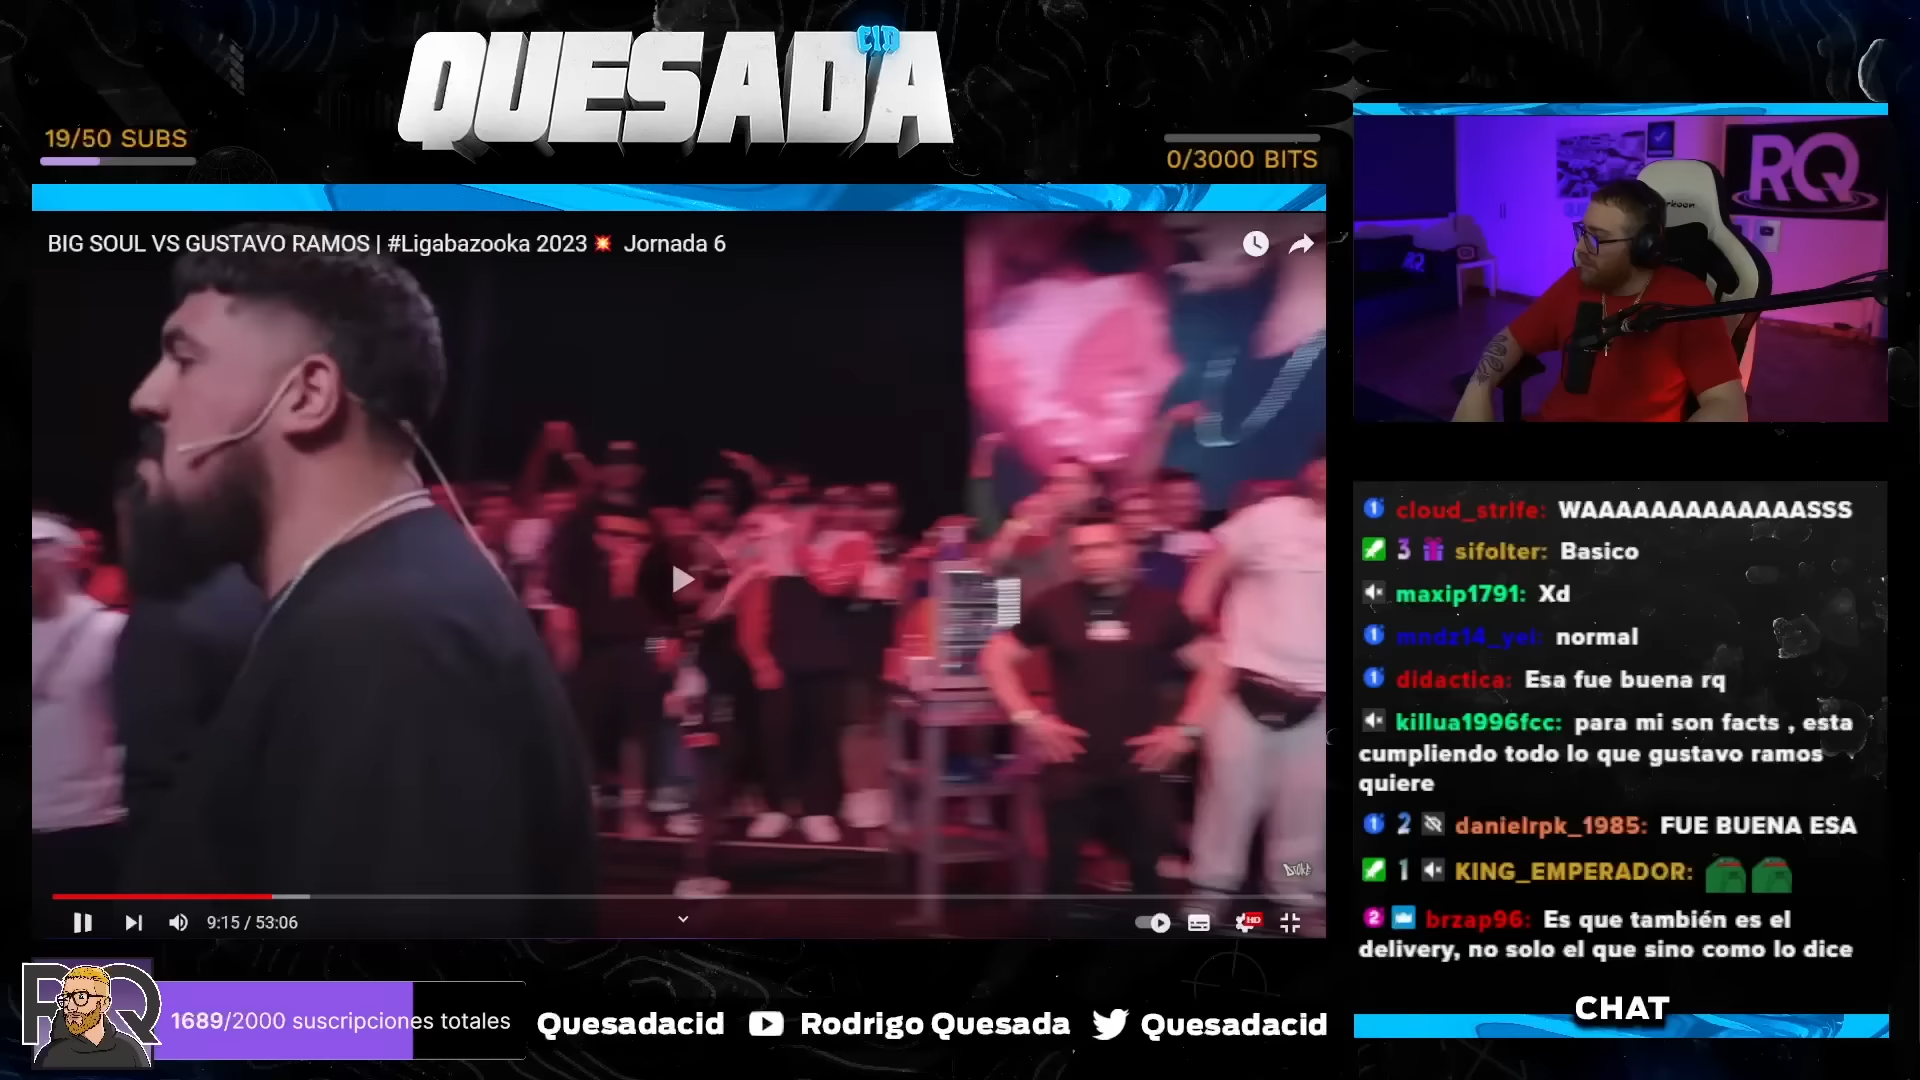 QUESADA
CID
19/50 SUBS
0/3000 BITS
BIG SOUL VS GUSTAVO RAMOS | #Ligabazooka 2023💥 Jornada 6
RQ
RQ
cloud_strife: WAAAAAAAAAAAAASSS
3 sifolter: Basico
maxip1791: Xd
mndz14_yei: normal
didactica: Esa fue buena rq
killua1996fcc: para mi son facts , esta
cumpliendo todo lo que gustavo ramos
quiere
2 danielrpk_1985: FUE BUENA ESA
1 KING_EMPERADOR:
2 brzap96: Es que también es el
delivery, no solo el que sino como lo dice
9:15 / 53:06
HD
RQ
1689/2000 suscripciones totales
Quesadacid
Rodrigo Quesada
Quesadacid
CHAT